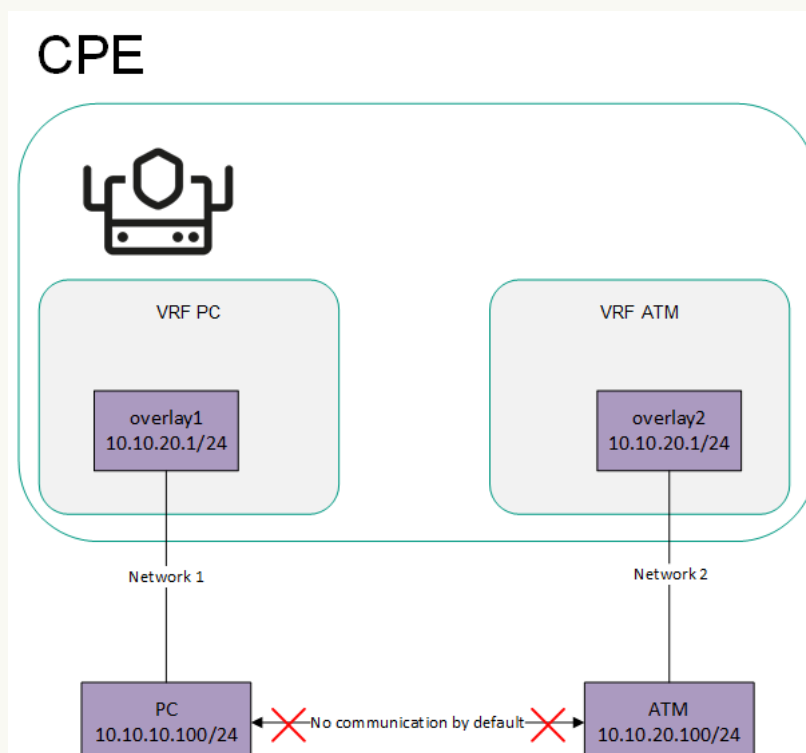 CPE
VRF PC
VRF ATM
overlay1
10.10.20.1/24
overlay2
10.10.20.1/24
Network 1
Network 2
PC
10.10.10.100/24
No communication by default
ATM
10.10.20.100/24